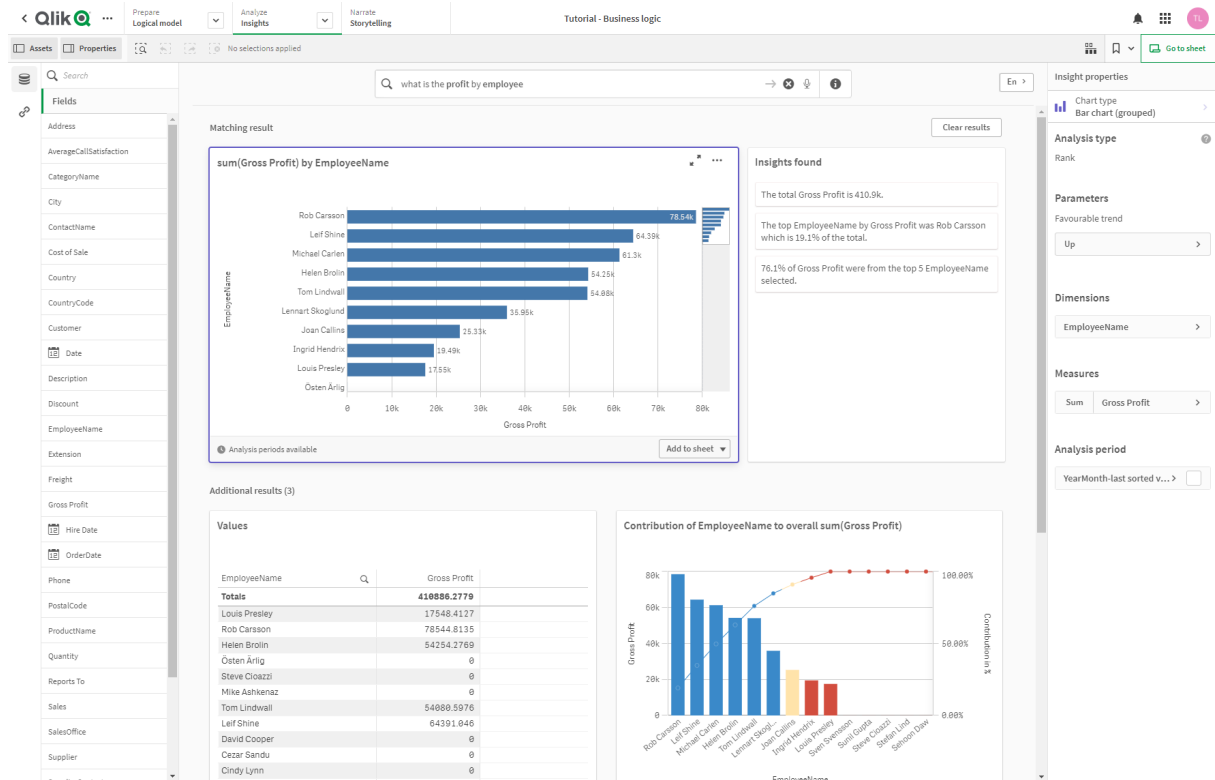 Qlik
Prepare
Logical model
Analyze
Insights
Narrate
Storytelling
Tutorial - Business logic
TL
Assets
Properties
No selections applied
Go to sheet
Search
Fields
Address
AverageCallSatisfaction
CategoryName
City
ContactName
Cost of Sale
Country
CountryCode
Customer
12 Date
Description
Discount
EmployeeName
Extension
Freight
Gross Profit
12 Hire Date
12 OrderDate
Phone
PostalCode
ProductName
Quantity
Reports To
Sales
SalesOffice
Supplier
what is the profit by employee
En
Matching result
Clear results
sum(Gross Profit) by EmployeeName
EmployeeName
Rob Carsson 78.54k
Leif Shine 64.39k
Michael Carlen 61.3k
Helen Brolin 54.25k
Tom Lindwall 54.08k
Lennart Skoglund 35.95k
Joan Callins 25.33k
Ingrid Hendrix 19.49k
Louis Presley 17.55k
Östen Ärlig
0 10k 20k 30k 40k 50k 60k 70k 80k
Gross Profit
Analysis periods available
Add to sheet
Insights found
The total Gross Profit is 410.9k.
The top EmployeeName by Gross Profit was Rob Carsson
which is 19.1% of the total.
76.1% of Gross Profit were from the top 5 EmployeeName
selected.
Additional results (3)
Values
EmployeeName Gross Profit
Totals 410886.2779
Louis Presley 17548.4127
Rob Carsson 78544.8135
Helen Brolin 54254.2769
Östen Ärlig 0
Steve Cioazzi 0
Mike Ashkenaz 0
Tom Lindwall 54080.5976
Leif Shine 64391.046
David Cooper 0
Cezar Sandu 0
Cindy Lynn 0
Contribution of EmployeeName to overall sum(Gross Profit)
Gross Profit
80k
60k
40k
20k
0
100.00%
50.00%
0.00%
Contribution in %
Rob Carsson
Leif Shine
Michael Carlen
Helen Brolin
Tom Lindwall
Lennart Skogl...
Joan Callins
Ingrid Hendrix
Louis Presley
Sven Svensson
Sunil Gupta
Steve Cioazzi
Stefan Lind
Sehoon Daw
EmployeeName
Insight properties
Chart type
Bar chart (grouped)
Analysis type
Rank
Parameters
Favourable trend
Up
Dimensions
EmployeeName
Measures
Sum Gross Profit
Analysis period
YearMonth-last sorted v...